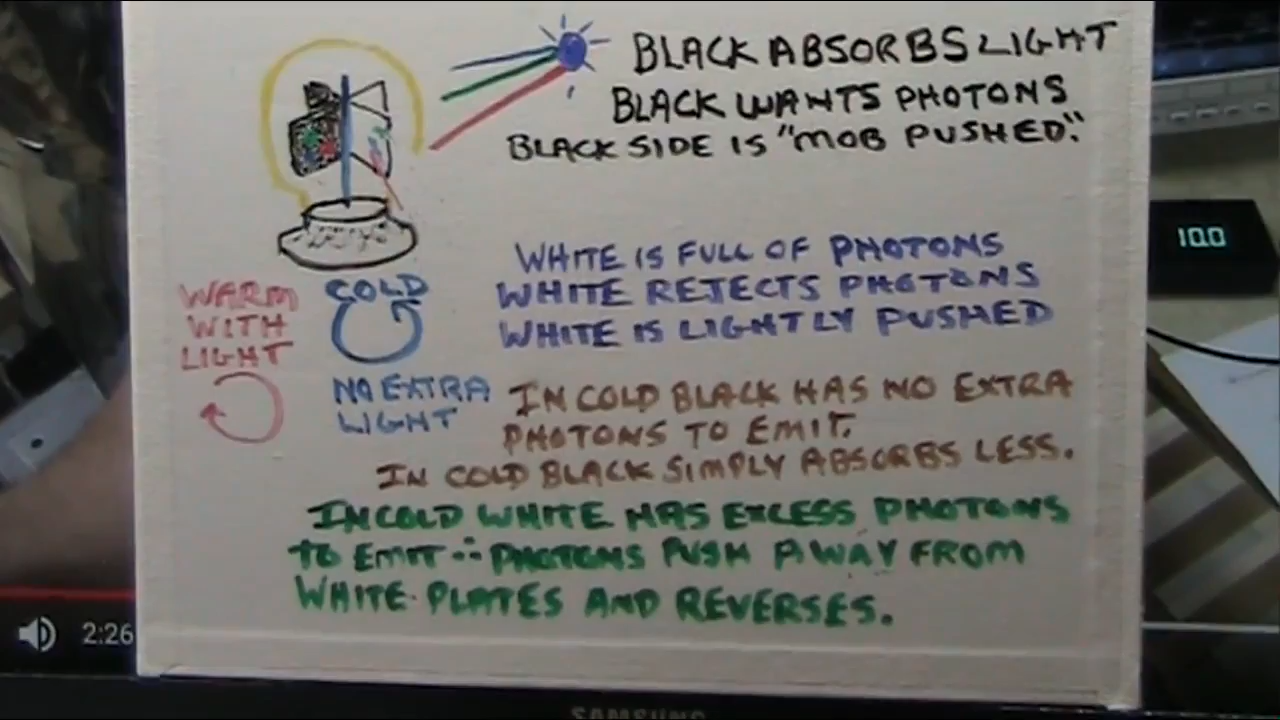 BLACK ABSORBS LIGHT
BLACK WANTS PHOTONS
BLACK SIDE IS "MOB PUSHED."
WHITE IS FULL OF PHOTONS
WHITE REJECTS PHOTONS
WHITE IS LIGHTLY PUSHED
WARM
WITH
LIGHT
COLD
NO EXTRA
LIGHT
IN COLD BLACK HAS NO EXTRA
PHOTONS TO EMIT.
IN COLD BLACK SIMPLY ABSORBS LESS.
IN COLD WHITE HAS EXCESS PHOTONS
TO EMIT ∴ PHOTONS PUSH AWAY FROM
WHITE PLATES AND REVERSES.
10.0
2:26
SAMSUNG